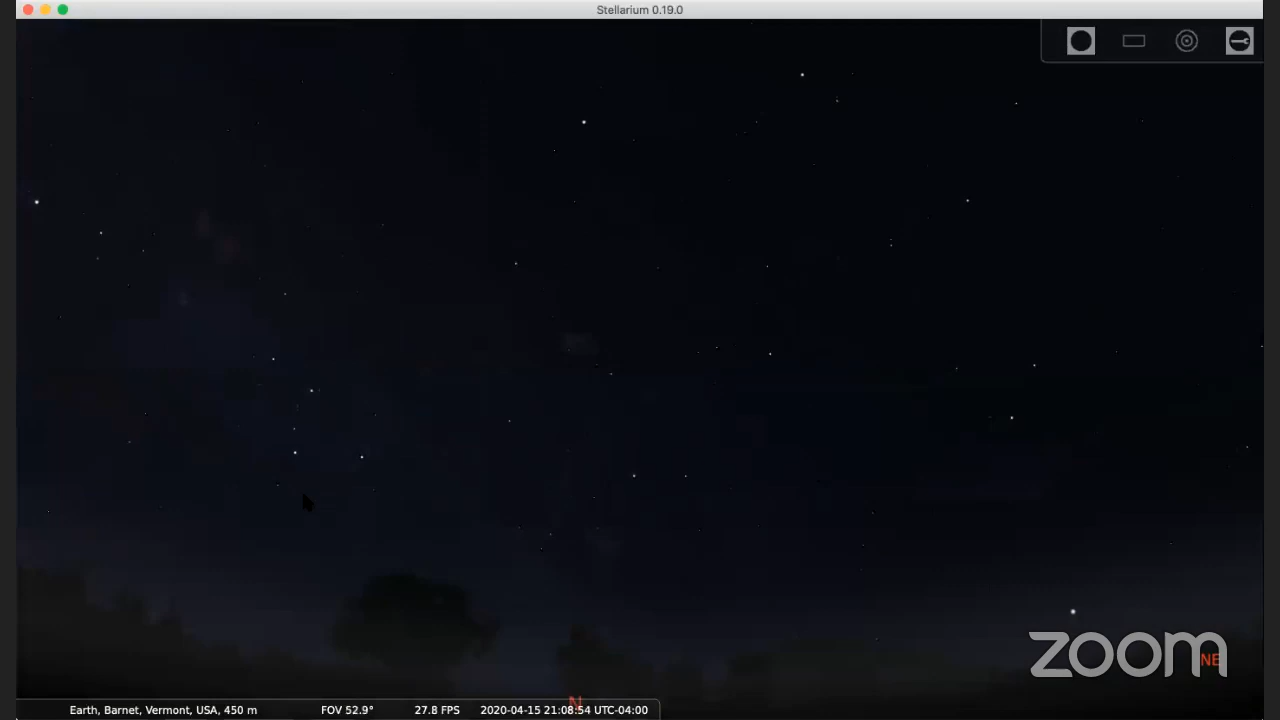 Stellarium 0.19.0
zoom
NE
N
Earth, Barnet, Vermont, USA, 450 m FOV 52.9° 27.8 FPS 2020-04-15 21:08:54 UTC-04:00